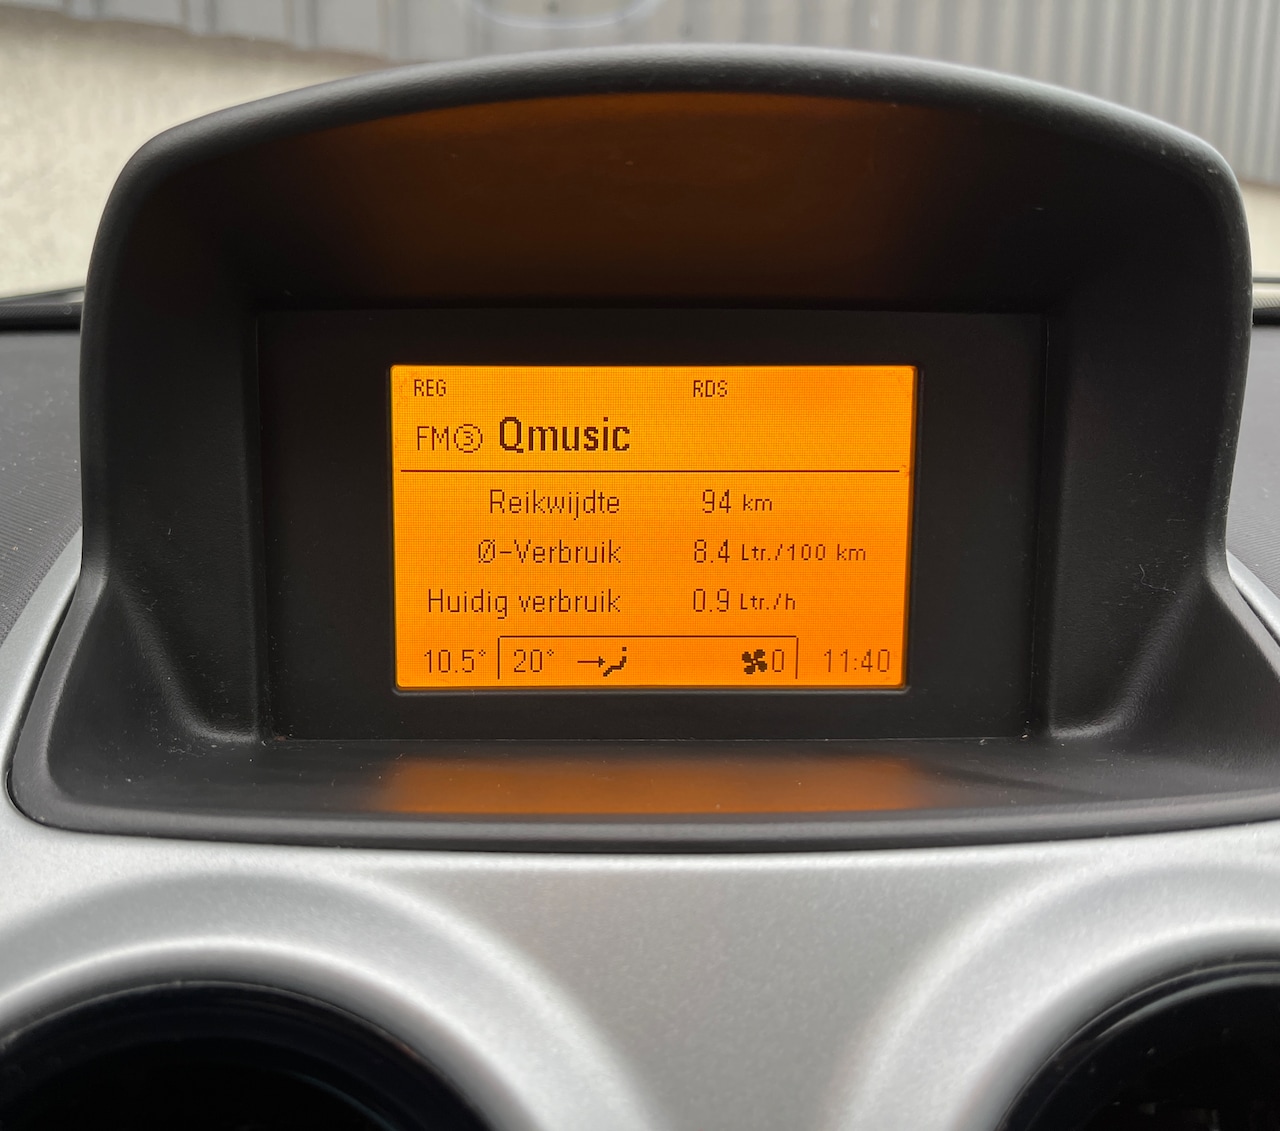 REG RDS
FM③ Qmusic
Reikwijdte 94 km
Ø-Verbruik 8.4 Ltr./100 km
Huidig verbruik 0.9 Ltr./h
10.5° 20° 0 11:40